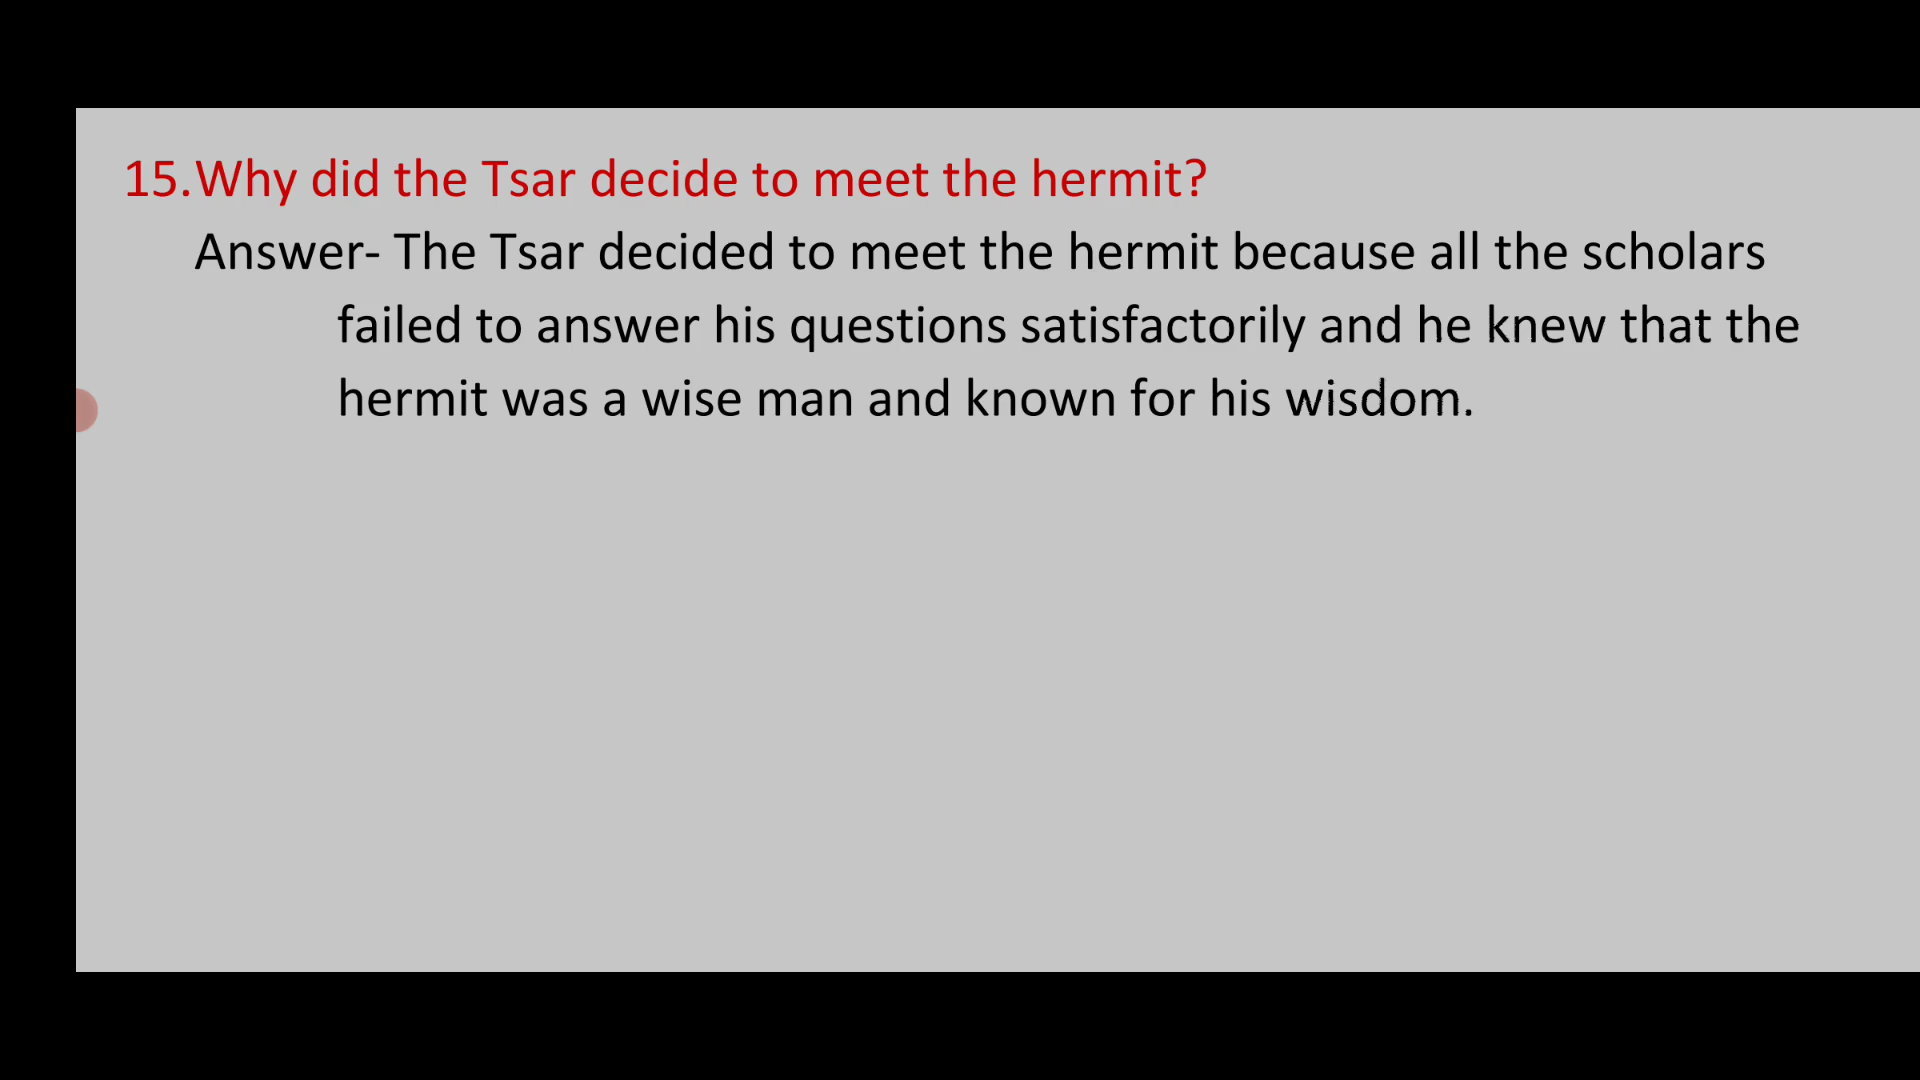 15.Why did the Tsar decide to meet the hermit?
Answer- The Tsar decided to meet the hermit because all the scholars
failed to answer his questions satisfactorily and he knew that the
hermit was a wise man and known for his wisdom.